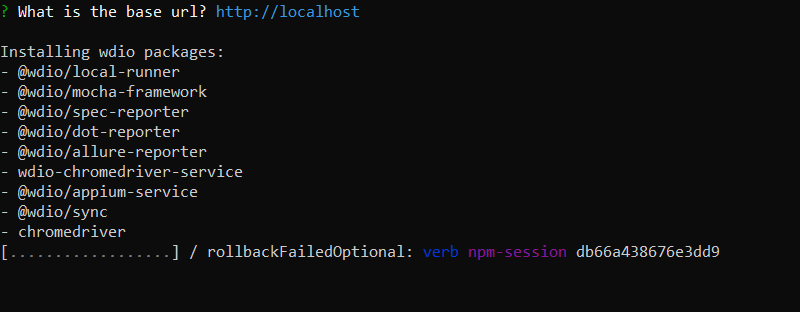 ? What is the base url? http://localhost
Installing wdio packages:
- @wdio/local-runner
- @wdio/mocha-framework
- @wdio/spec-reporter
- @wdio/dot-reporter
- @wdio/allure-reporter
- wdio-chromedriver-service
- @wdio/appium-service
- @wdio/sync
- chromedriver
[..................] / rollbackFailedOptional: verb npm-session db66a438676e3dd9